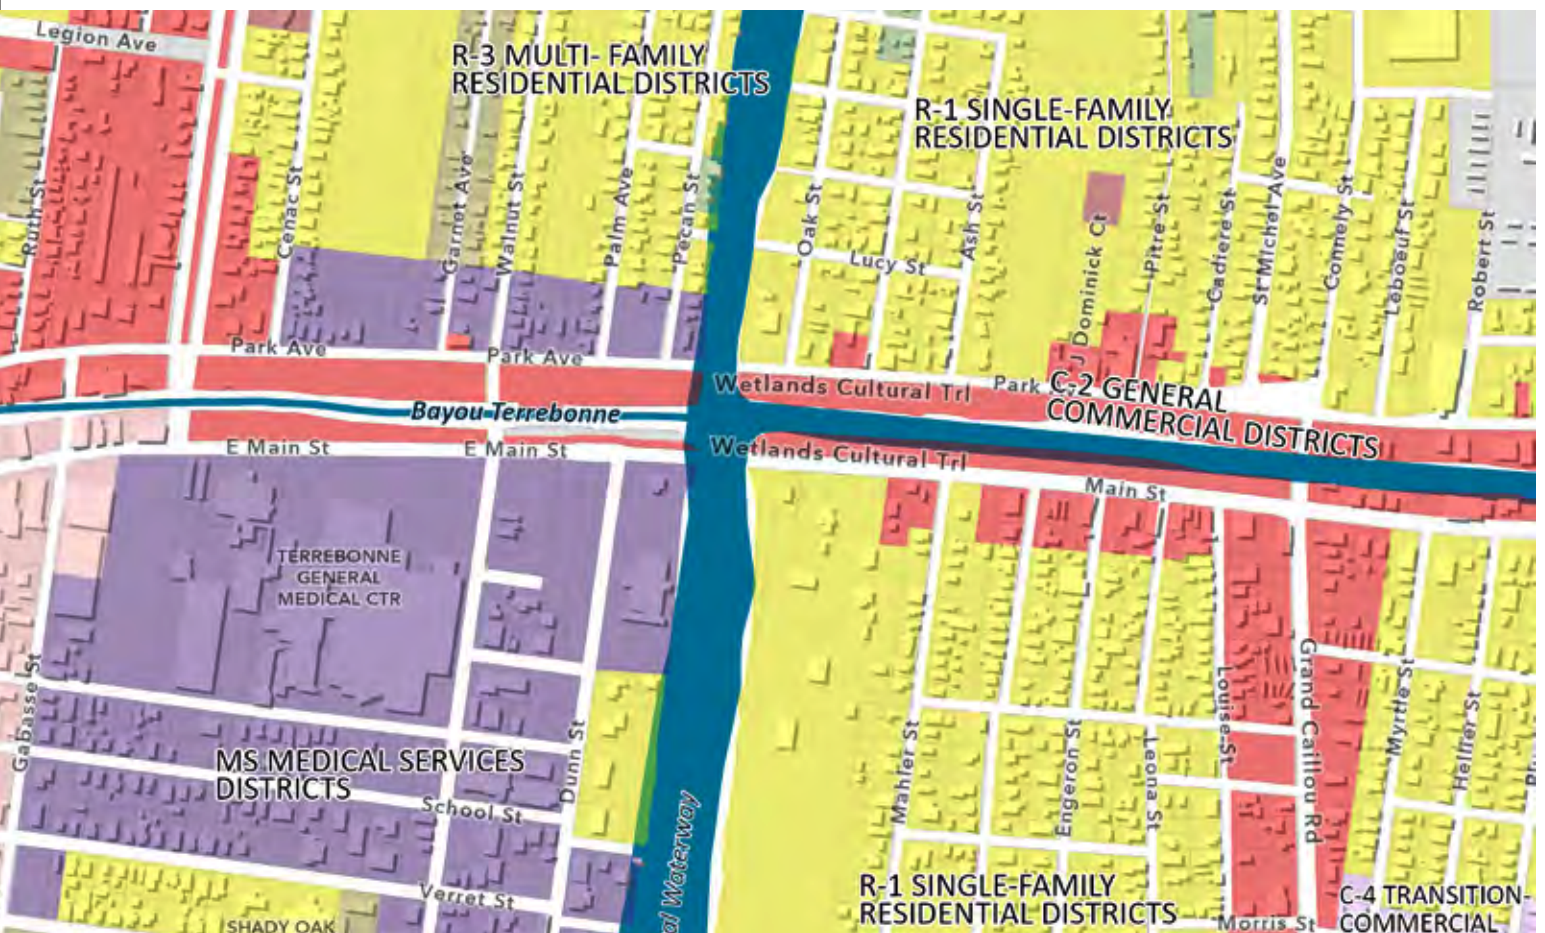 Legion Ave
R-3 MULTI- FAMILY
RESIDENTIAL DISTRICTS
R-1 SINGLE-FAMILY
RESIDENTIAL DISTRICTS
Ruth St
Cenac St
Garnet Ave
Walnut St
Palm Ave
Pecan St
Oak St
Lucy St
Ash St
J Dominick Ct
Pitre St
Cadiere St
St Michel Ave
Connely St
Leboeuf St
Robert St
Park Ave
Park Ave
Wetlands Cultural Trl
Park
C-2 GENERAL
COMMERCIAL DISTRICTS
Bayou Terrebonne
E Main St
E Main St
Wetlands Cultural Trl
Main St
TERREBONNE
GENERAL
MEDICAL CTR
Gabasse St
MS MEDICAL SERVICES
DISTRICTS
School St
Dunn St
Verret St
SHADY OAK
Waterway
Mahler St
Engeron St
Leona St
Louise St
Grand Caillou Rd
Myrtle St
Hellier St
R-1 SINGLE-FAMILY
RESIDENTIAL DISTRICTS
Morris St
C-4 TRANSITION-
COMMERCIAL